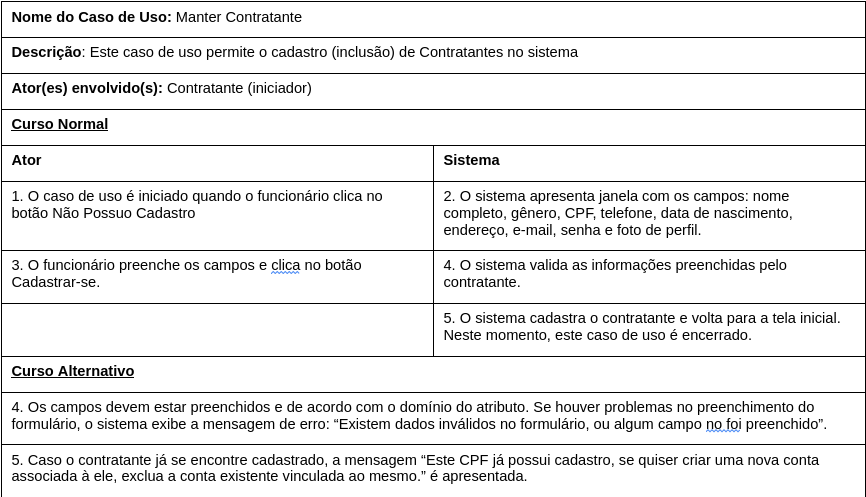 Nome do Caso de Uso: Manter Contratante
Descrição: Este caso de uso permite o cadastro (inclusão) de Contratantes no sistema
Ator(es) envolvido(s): Contratante (iniciador)
Curso Normal
Ator
Sistema
1. O caso de uso é iniciado quando o funcionário clica no
botão Não Possuo Cadastro
2. O sistema apresenta janela com os campos: nome
completo, gênero, CPF, telefone, data de nascimento,
endereço, e-mail, senha e foto de perfil.
3. O funcionário preenche os campos e clica no botão
Cadastrar-se.
4. O sistema valida as informações preenchidas pelo
contratante.
5. O sistema cadastra o contratante e volta para a tela inicial.
Neste momento, este caso de uso é encerrado.
Curso Alternativo
4. Os campos devem estar preenchidos e de acordo com o domínio do atributo. Se houver problemas no preenchimento do
formulário, o sistema exibe a mensagem de erro: “Existem dados inválidos no formulário, ou algum campo no foi preenchido”.
5. Caso o contratante já se encontre cadastrado, a mensagem “Este CPF já possui cadastro, se quiser criar uma nova conta
associada à ele, exclua a conta existente vinculada ao mesmo.” é apresentada.